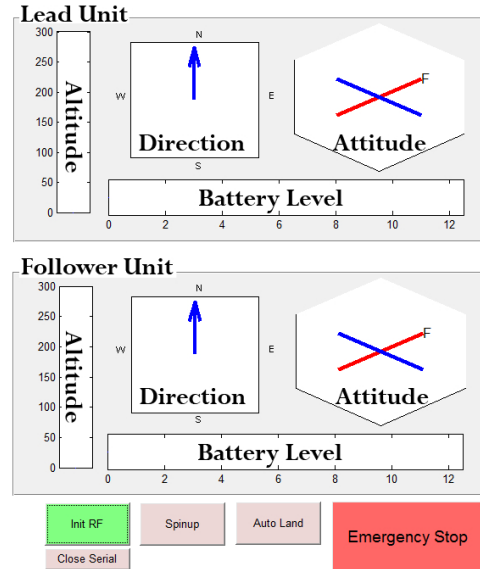 Lead Unit
300
250
200
150
100
50
0
Altitude
N
W
E
S
Direction
F
Attitude
Battery Level
0 2 4 6 8 10 12
Follower Unit
300
250
200
150
100
50
0
Altitude
N
W
E
S
Direction
F
Attitude
Battery Level
0 2 4 6 8 10 12
Init RF
Spinup
Auto Land
Emergency Stop
Close Serial